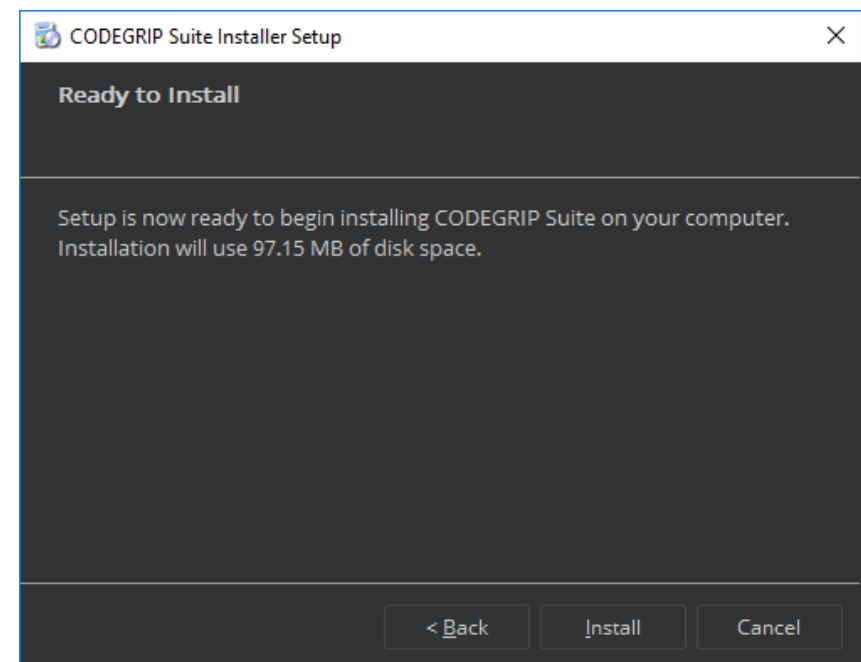 CODEGRIP Suite Installer Setup
Ready to Install
Setup is now ready to begin installing CODEGRIP Suite on your computer.
Installation will use 97.15 MB of disk space.
< Back Install Cancel